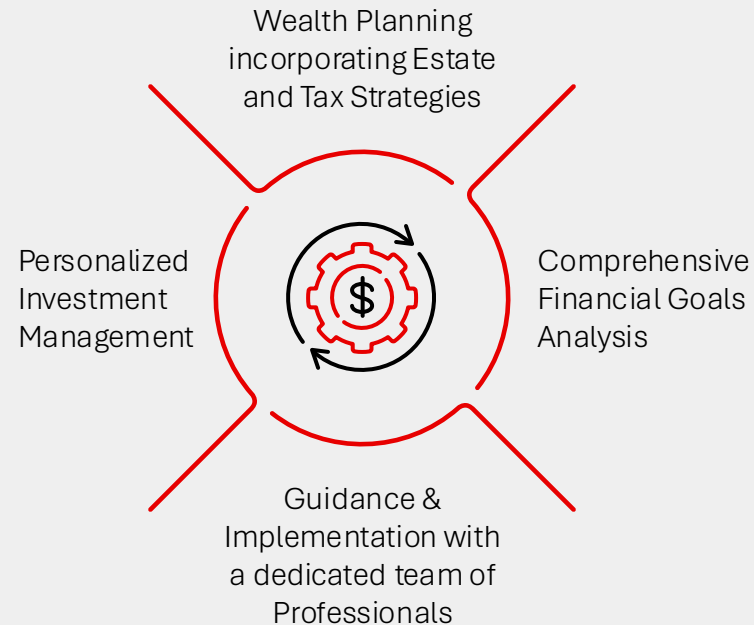 Wealth Planning
incorporating Estate
and Tax Strategies
Personalized
Investment
Management
$
Comprehensive
Financial Goals
Analysis
Guidance &
Implementation with
a dedicated team of
Professionals